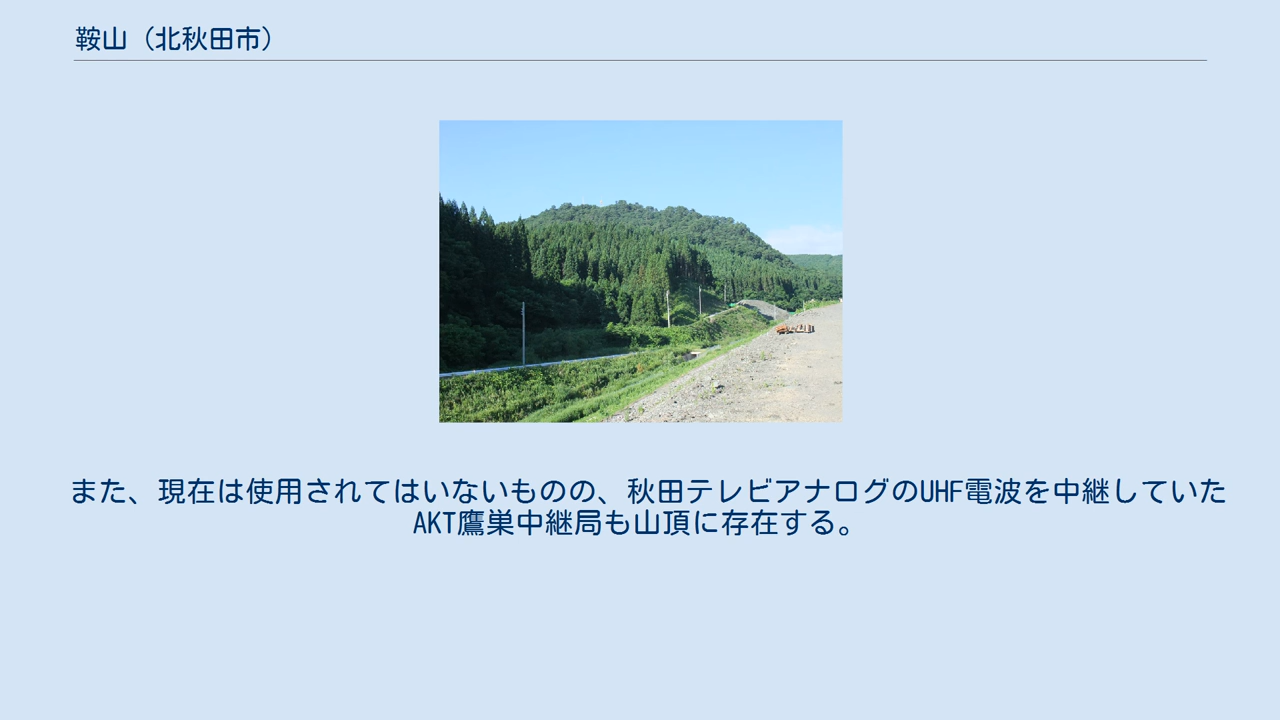 鞍山（北秋田市）
また、現在は使用されてはいないものの、秋田テレビアナログのUHF電波を中継していた
AKT鷹巣中継局も山頂に存在する。